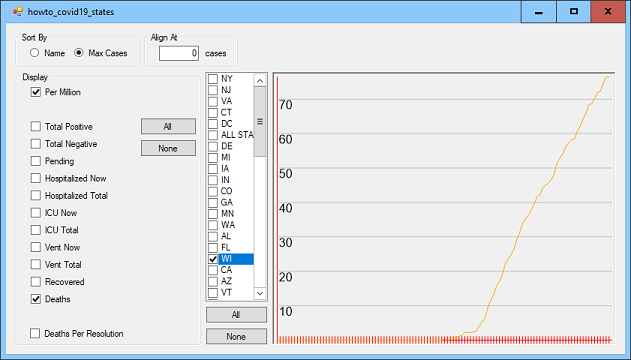 howto_covid19_states
Sort By
Name
Max Cases
Align At
0 cases
Display
Per Million
Total Positive
Total Negative
Pending
Hospitalized Now
Hospitalized Total
ICU Now
ICU Total
Vent Now
Vent Total
Recovered
Deaths
Deaths Per Resolution
All
None
NY
NJ
VA
CT
DC
ALL STA
DE
MI
IA
IN
CO
GA
MN
WA
AL
FL
WI
CA
AZ
VT
All
None
70
60
50
40
30
20
10